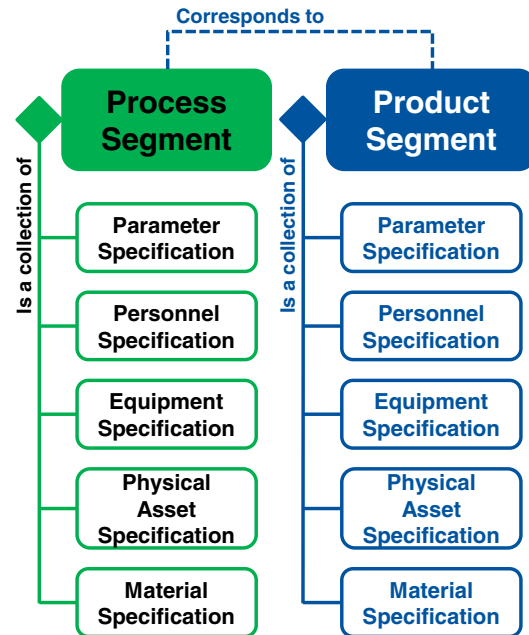 Corresponds to
Process
Segment
Is a collection of
Parameter
Specification
Personnel
Specification
Equipment
Specification
Physical
Asset
Specification
Material
Specification
Product
Segment
Is a collection of
Parameter
Specification
Personnel
Specification
Equipment
Specification
Physical
Asset
Specification
Material
Specification